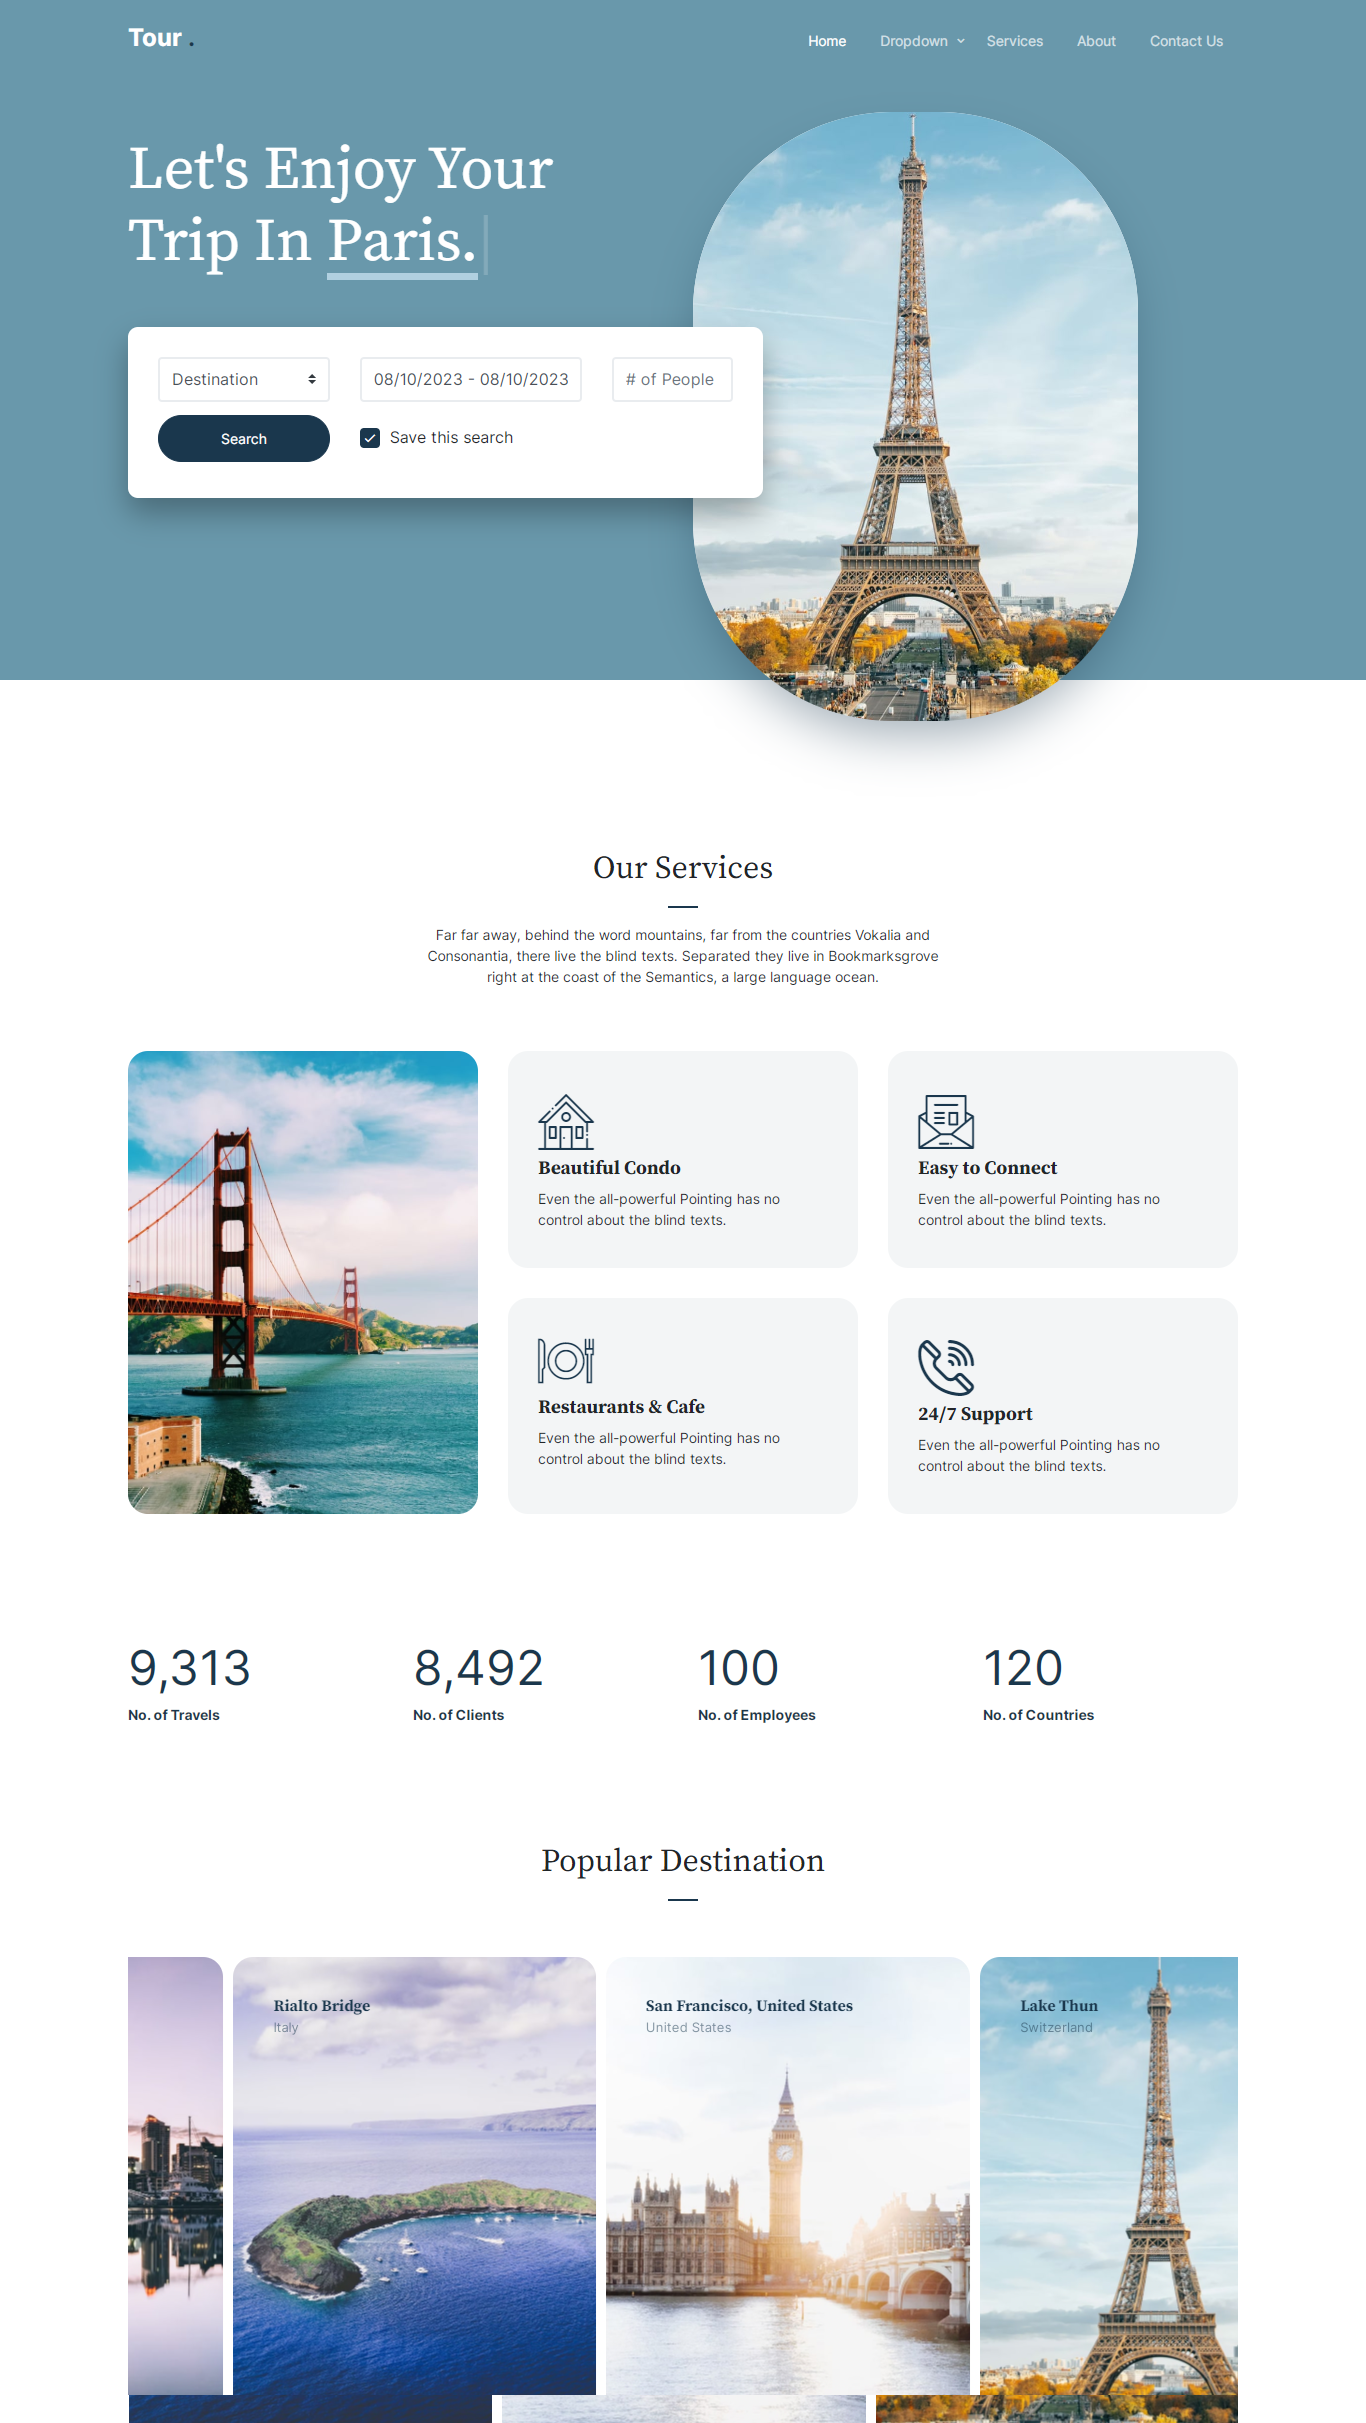 Tour .
Home Dropdown Services About Contact Us
Let's Enjoy Your
Trip In Paris.
Destination
08/10/2023 - 08/10/2023
# of People
Search
Save this search
Our Services
Far far away, behind the word mountains, far from the countries Vokalia and
Consonantia, there live the blind texts. Separated they live in Bookmarksgrove
right at the coast of the Semantics, a large language ocean.
Beautiful Condo
Even the all-powerful Pointing has no
control about the blind texts.
Easy to Connect
Even the all-powerful Pointing has no
control about the blind texts.
Restaurants & Cafe
Even the all-powerful Pointing has no
control about the blind texts.
24/7 Support
Even the all-powerful Pointing has no
control about the blind texts.
9,313
No. of Travels
8,492
No. of Clients
100
No. of Employees
120
No. of Countries
Popular Destination
Rialto Bridge
Italy
San Francisco, United States
United States
Lake Thun
Switzerland